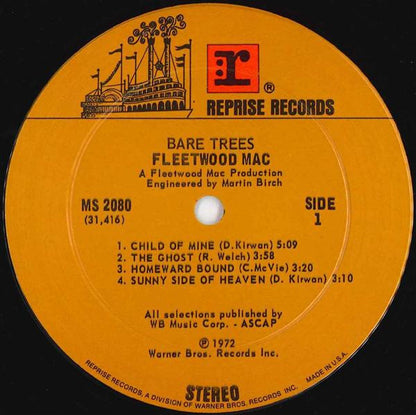 r
®
REPRISE RECORDS
BARE TREES
FLEETWOOD MAC
A Fleetwood Mac Production
Engineered by Martin Birch
MS 2080
(31,416)
SIDE
1
1. CHILD OF MINE (D. Kirwan) 5:09
2. THE GHOST (R. Welch) 3:58
3. HOMEWARD BOUND (C.McVie) 3:20
4. SUNNY SIDE OF HEAVEN (D. Kirwan) 3:10
All selections published by
WB Music Corp. - ASCAP
℗ 1972
Warner Bros. Records Inc.
STEREO
REPRISE RECORDS, A DIVISION OF WARNER BROS. RECORDS INC.
MADE IN U.S.A.